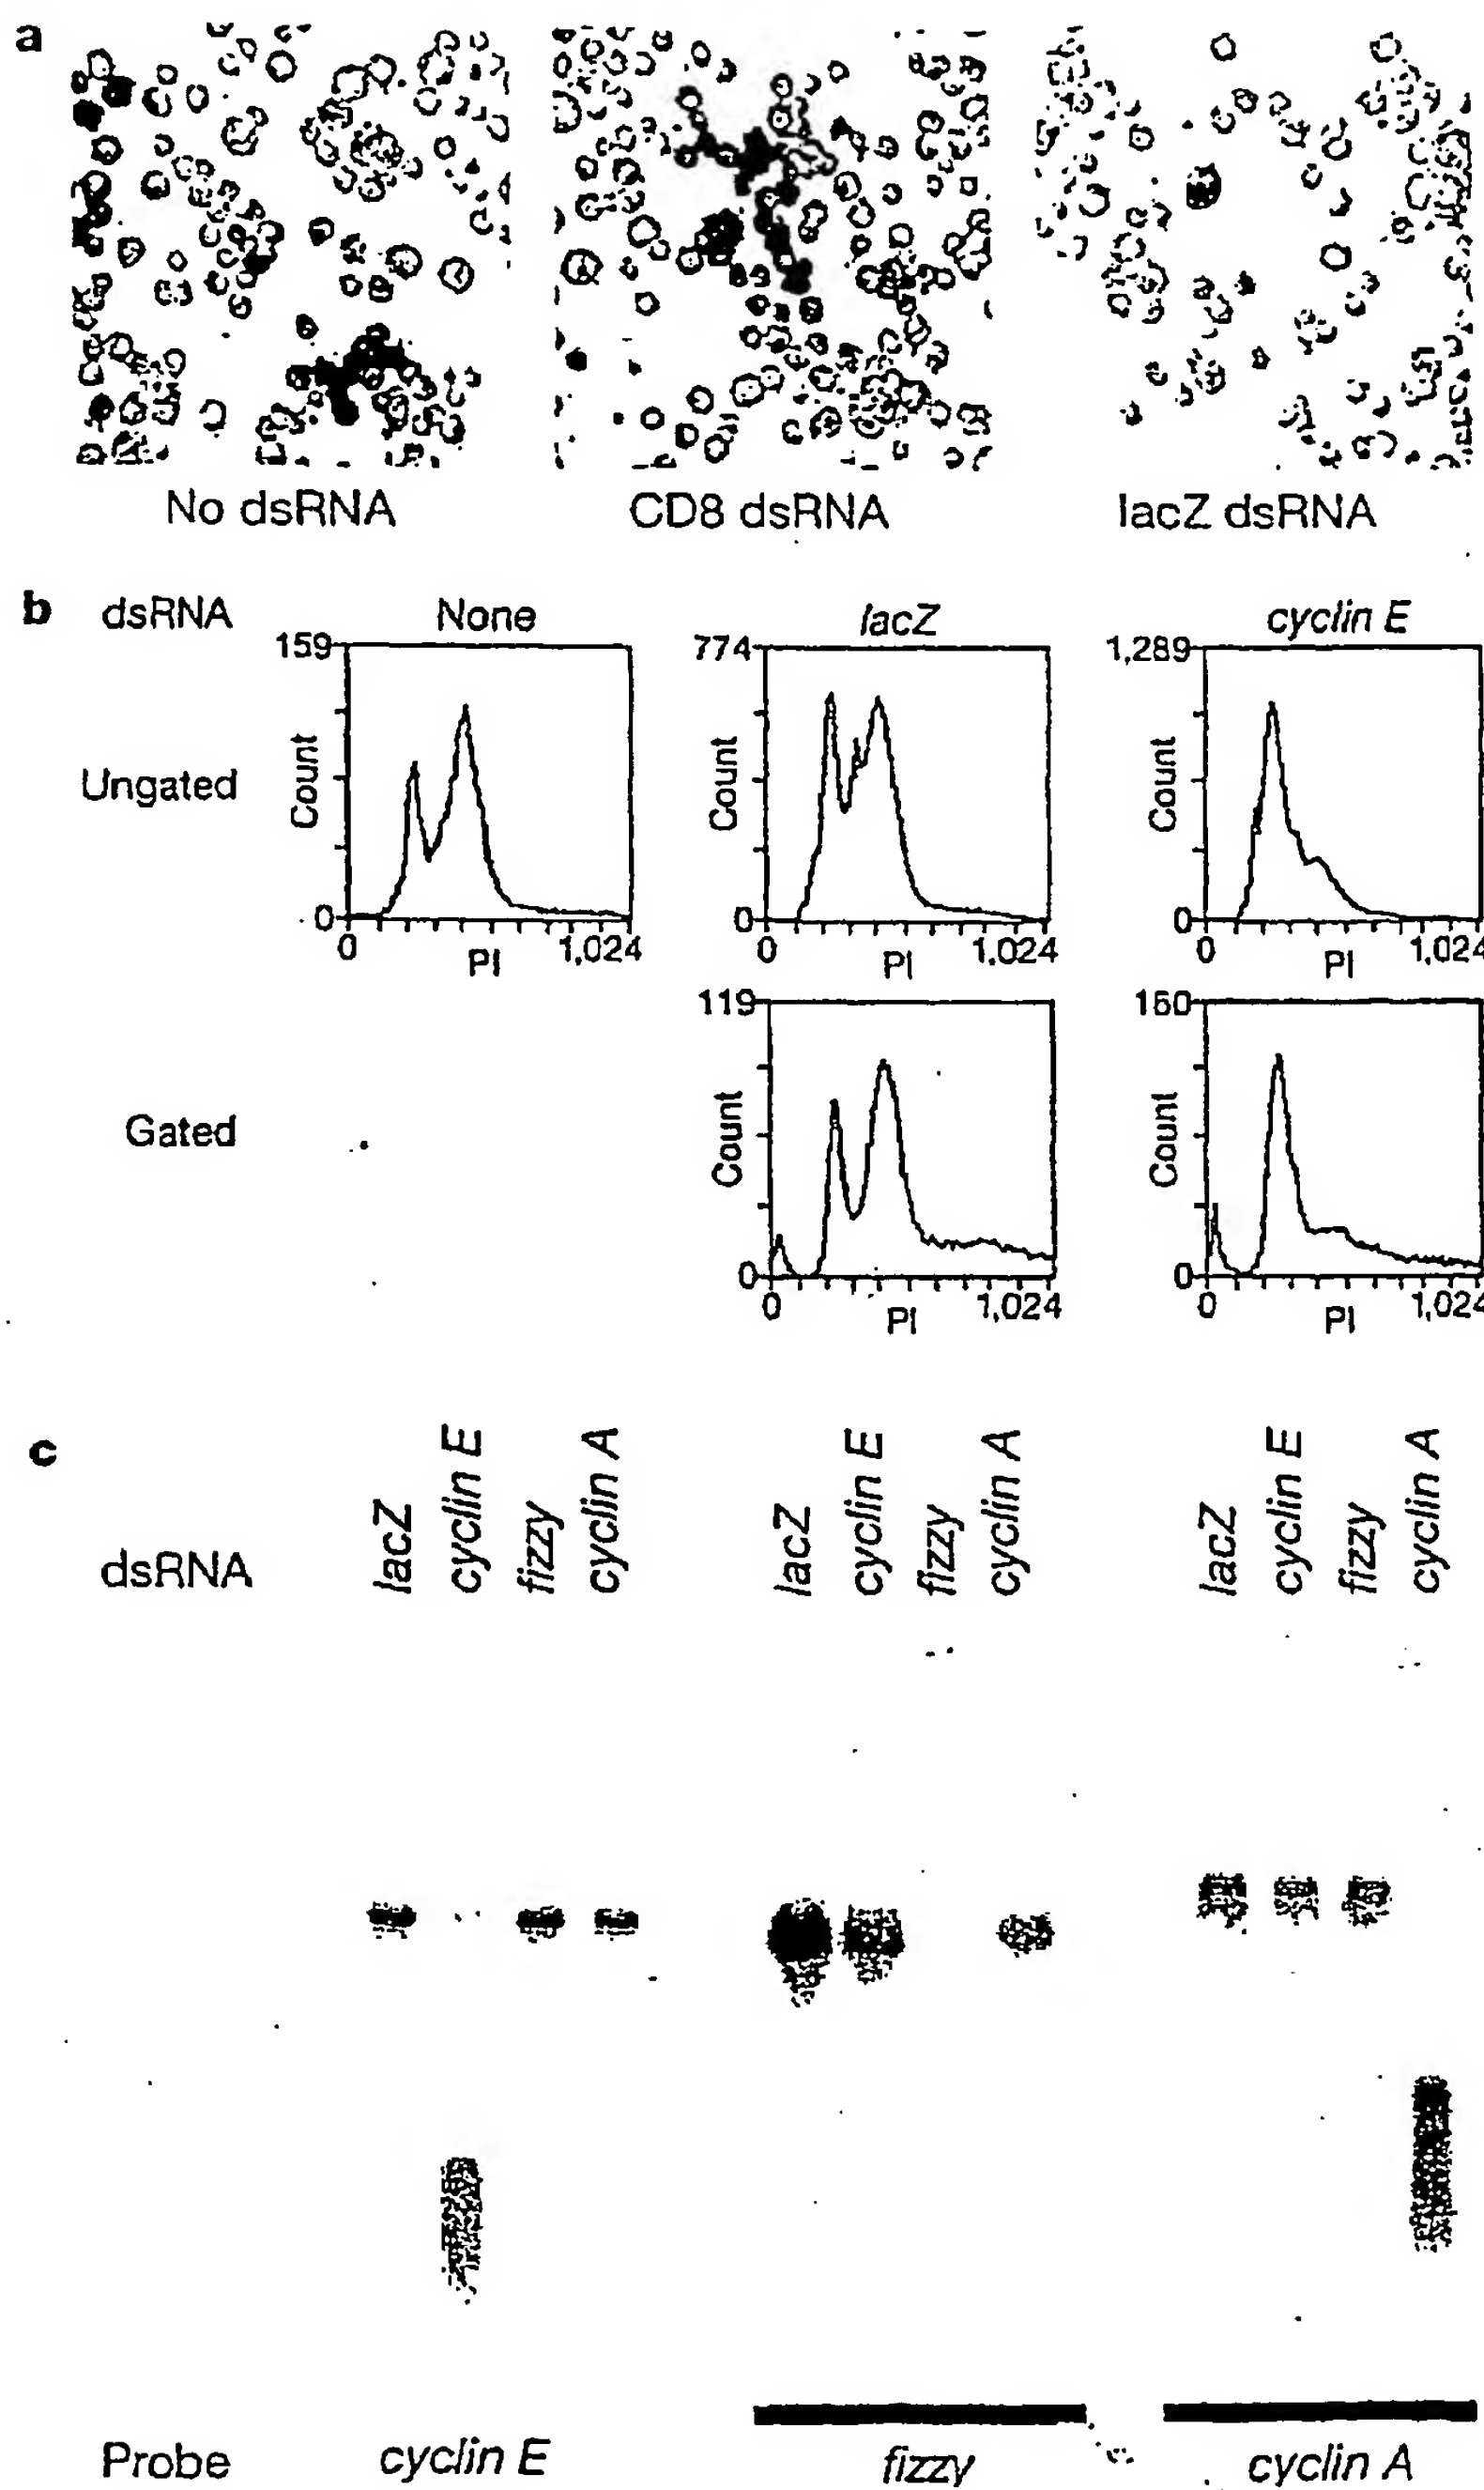 a
No dsRNA CD8 dsRNA lacZ dsRNA
b dsRNA None lacZ cyclin E
159 774 1,289
Ungated Count Count Count
0 0 0
0 1,024 0 1,024 0 1,024
PI PI PI
119 150
Gated Count Count
0 0
0 1,024 0 1,024
PI PI
c
dsRNA lacZ cyclin E fizzy cyclin A lacZ cyclin E fizzy cyclin A lacZ cyclin E fizzy cyclin A
Probe cyclin E fizzy cyclin A